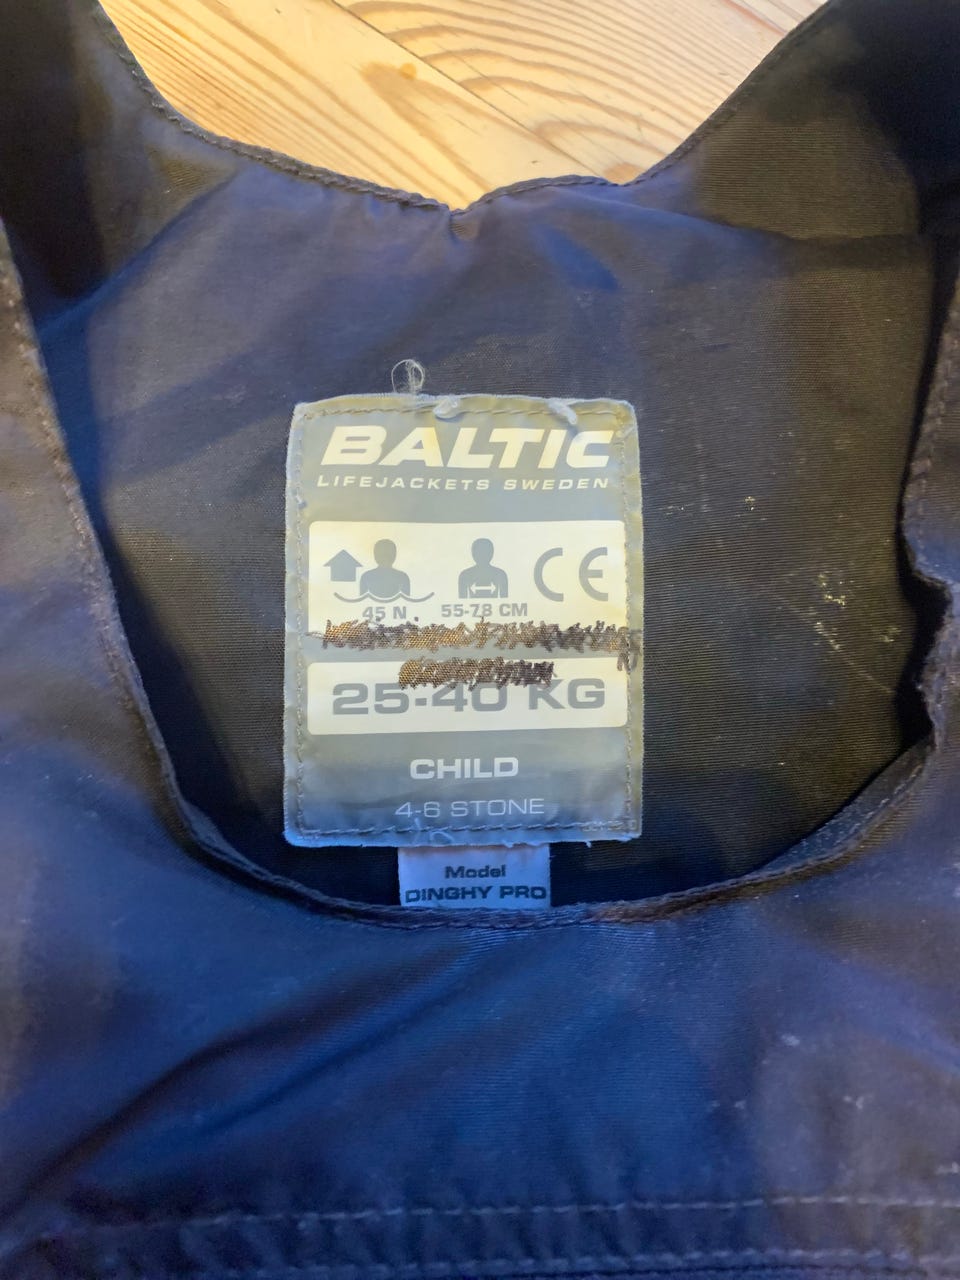 BALTIC
LIFEJACKETS SWEDEN
45 N 55-78 CM CE
25-40 KG
CHILD
4-6 STONE
Model
DINGHY PRO